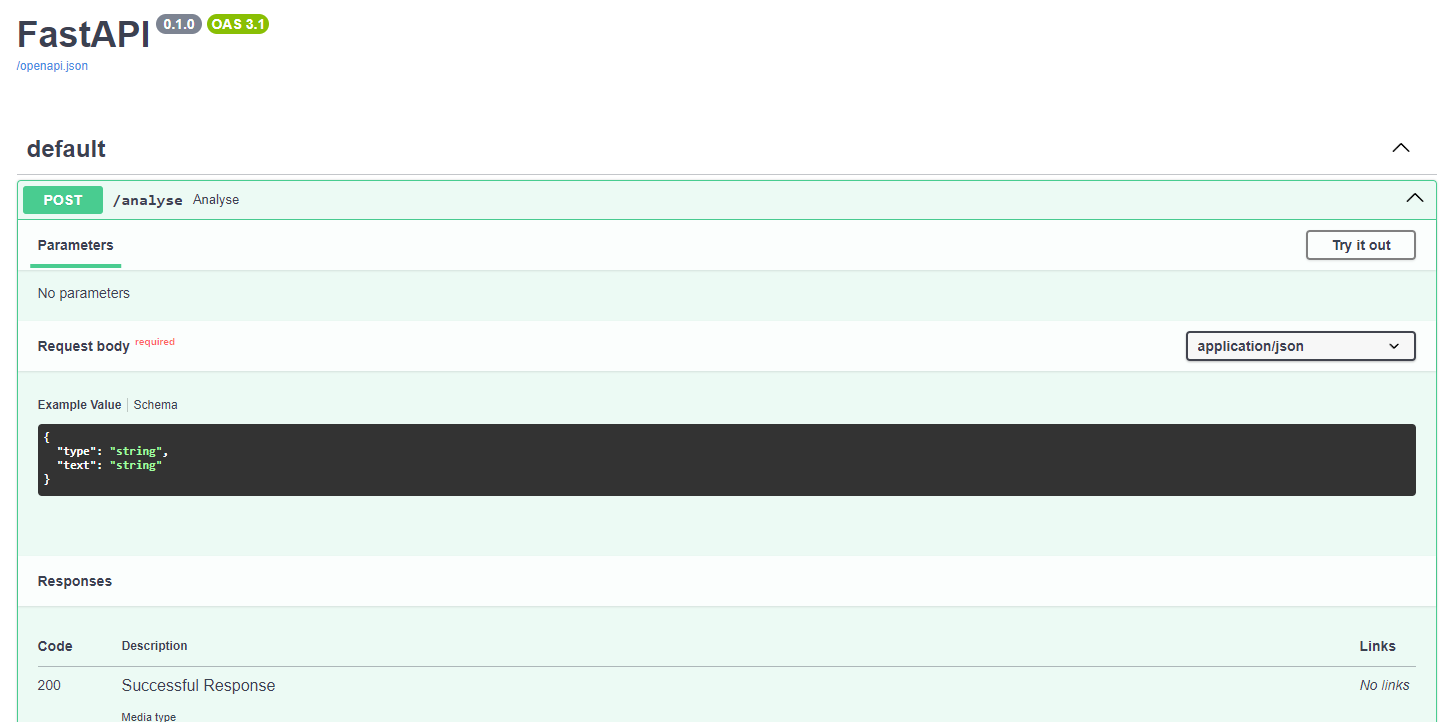 FastAPI 0.1.0 OAS 3.1
/openapi.json
default
POST /analyse Analyse
Parameters Try it out
No parameters
Request body required application/json
Example Value Schema
{
"type": "string",
"text": "string"
}
Responses
Code Description Links
200 Successful Response No links
Media type